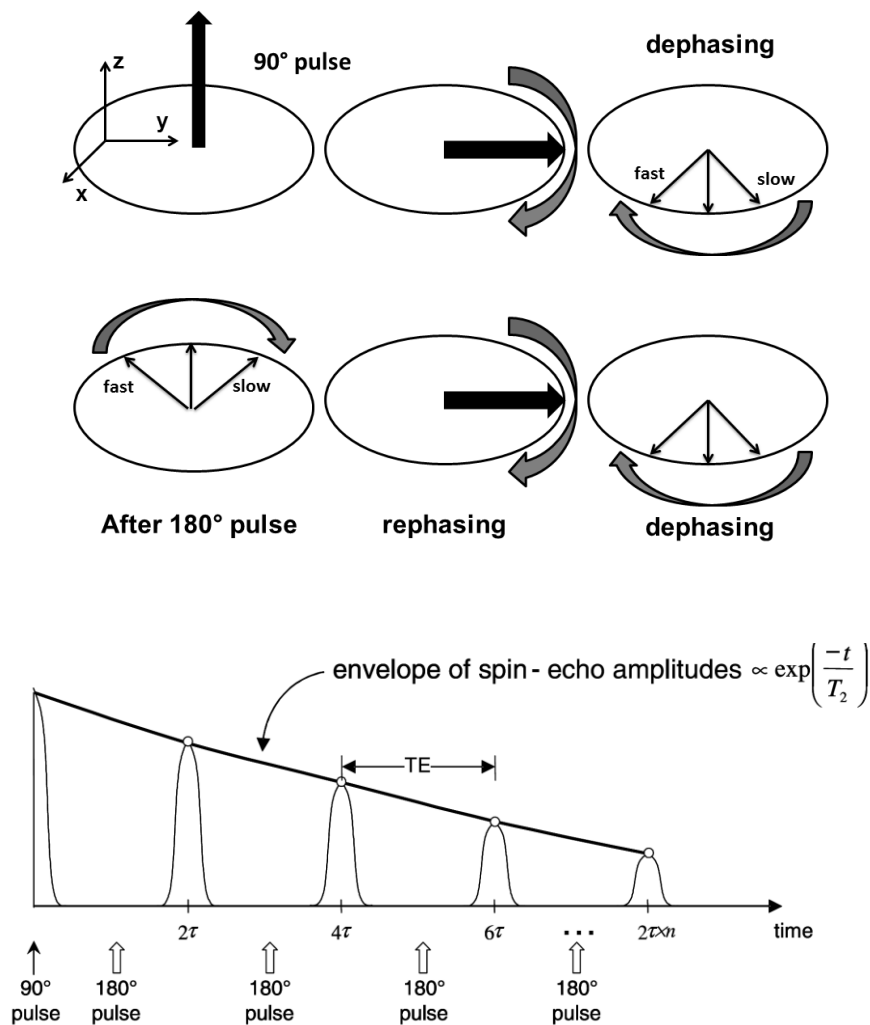 dephasing
z
90° pulse
y
x
fast
slow
fast
slow
After 180° pulse
rephasing
dephasing
envelope of spin - echo amplitudes ∝ exp(-t/T₂)
TE
2τ
4τ
6τ
...
2τ×n
time
90°
pulse
180°
pulse
180°
pulse
180°
pulse
180°
pulse